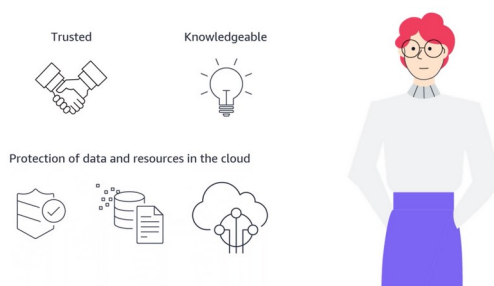 Trusted
Knowledgeable
Protection of data and resources in the cloud